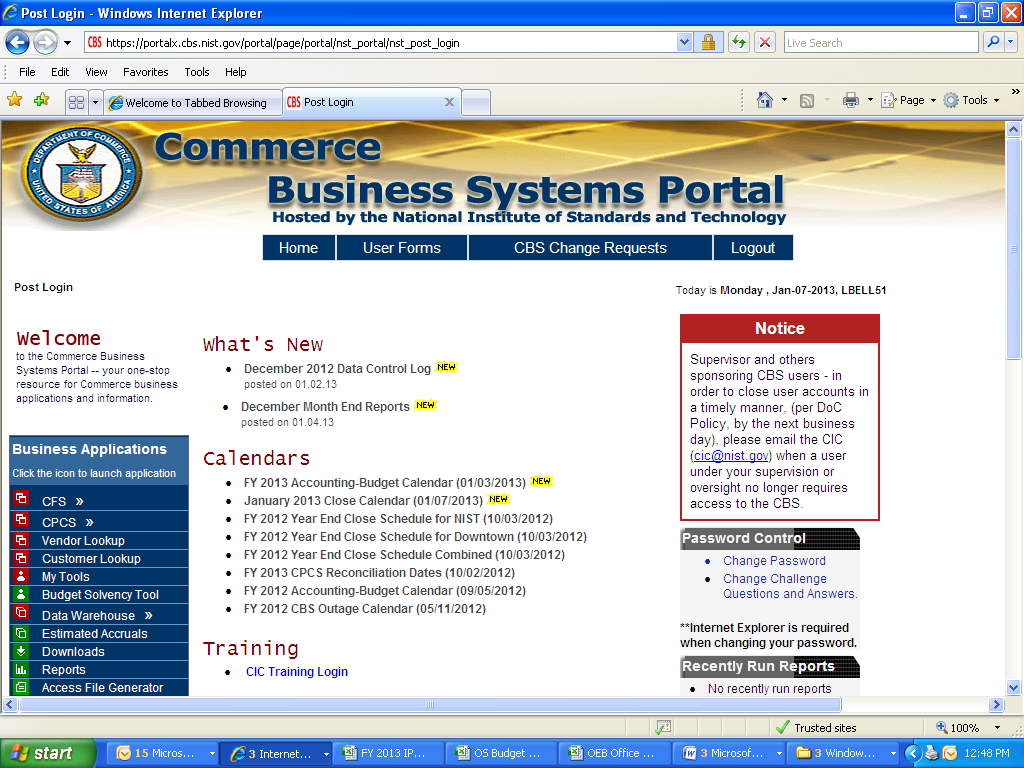 Post Login - Windows Internet Explorer
CBS https://portalx.cbs.nist.gov/portal/page/portal/nst_portal/nst_post_login
Live Search
File Edit View Favorites Tools Help
Welcome to Tabbed Browsing
CBS Post Login
Page Tools
DEPARTMENT OF COMMERCE
UNITED STATES OF AMERICA
Commerce
Business Systems Portal
Hosted by the National Institute of Standards and Technology
Home User Forms CBS Change Requests Logout
Post Login
Today is Monday , Jan-07-2013, LBELL51
Welcome
to the Commerce Business
Systems Portal -- your one-stop
resource for Commerce business
applications and information.
Business Applications
Click the icon to launch application
CFS »
CPCS »
Vendor Lookup
Customer Lookup
My Tools
Budget Solvency Tool
Data Warehouse »
Estimated Accruals
Downloads
Reports
Access File Generator
What's New
• December 2012 Data Control Log NEW
posted on 01.02.13
• December Month End Reports NEW
posted on 01.04.13
Calendars
• FY 2013 Accounting-Budget Calendar (01/03/2013) NEW
• January 2013 Close Calendar (01/07/2013) NEW
• FY 2012 Year End Close Schedule for NIST (10/03/2012)
• FY 2012 Year End Close Schedule for Downtown (10/03/2012)
• FY 2012 Year End Close Schedule Combined (10/03/2012)
• FY 2013 CPCS Reconciliation Dates (10/02/2012)
• FY 2012 Accounting-Budget Calendar (09/05/2012)
• FY 2012 CBS Outage Calendar (05/11/2012)
Training
• CIC Training Login
Notice
Supervisor and others
sponsoring CBS users - in
order to close user accounts in
a timely manner, (per DoC
Policy, by the next business
day), please email the CIC
(cic@nist.gov) when a user
under your supervision or
oversight no longer requires
access to the CBS.
Password Control
• Change Password
• Change Challenge
Questions and Answers.
**Internet Explorer is required
when changing your password.
Recently Run Reports
• No recently run reports
Trusted sites
100%
start
15 Micros...
3 Internet...
FY 2013 IP...
OS Budget ...
OEB Office ...
3 Microsof...
3 Window...
12:48 PM